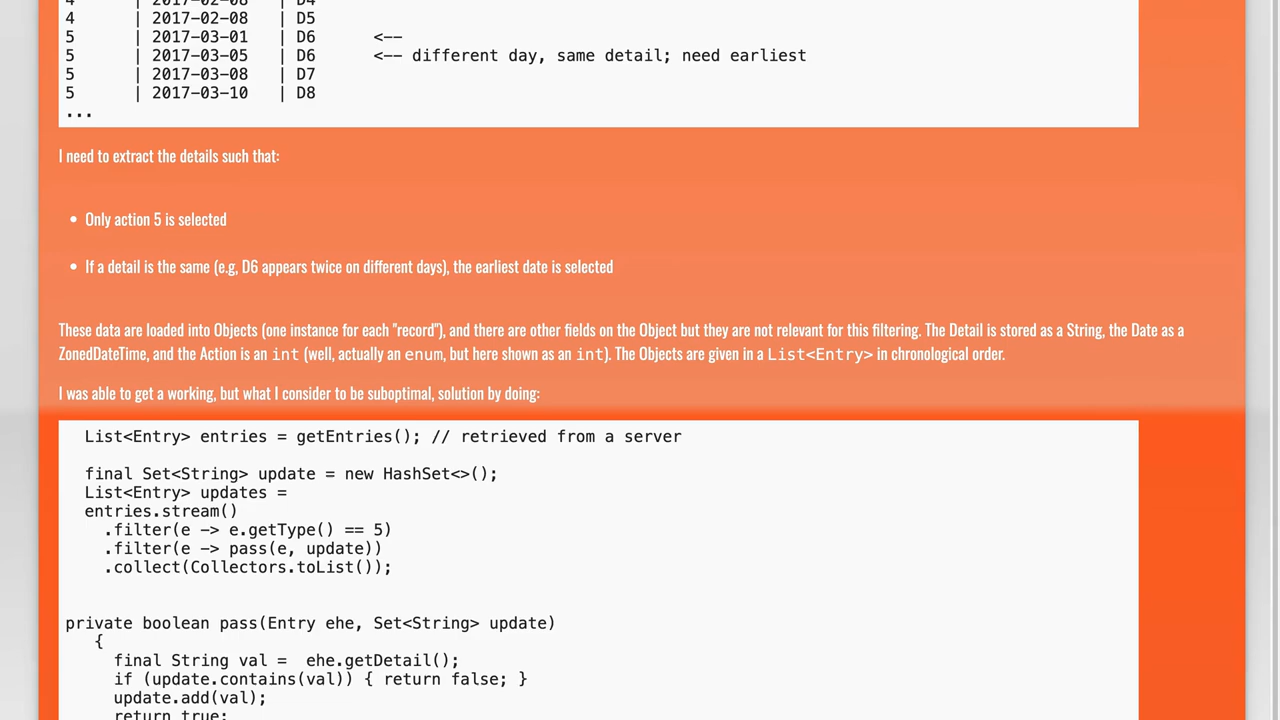 4      | 2017-02-08   | D4
4      | 2017-02-08   | D5
5      | 2017-03-01   | D6      <--
5      | 2017-03-05   | D6      <-- different day, same detail; need earliest
5      | 2017-03-08   | D7
5      | 2017-03-10   | D8
...
I need to extract the details such that:
• Only action 5 is selected
• If a detail is the same (e.g, D6 appears twice on different days), the earliest date is selected
These data are loaded into Objects (one instance for each "record"), and there are other fields on the Object but they are not relevant for this filtering. The Detail is stored as a String, the Date as a
ZonedDateTime, and the Action is an int (well, actually an enum, but here shown as an int). The Objects are given in a List<Entry> in chronological order.
I was able to get a working, but what I consider to be suboptimal, solution by doing:
List<Entry> entries = getEntries(); // retrieved from a server
final Set<String> update = new HashSet<>();
List<Entry> updates =
entries.stream()
.filter(e -> e.getType() == 5)
.filter(e -> pass(e, update))
.collect(Collectors.toList());
private boolean pass(Entry ehe, Set<String> update)
{
final String val =  ehe.getDetail();
if (update.contains(val)) { return false; }
update.add(val);
return true;